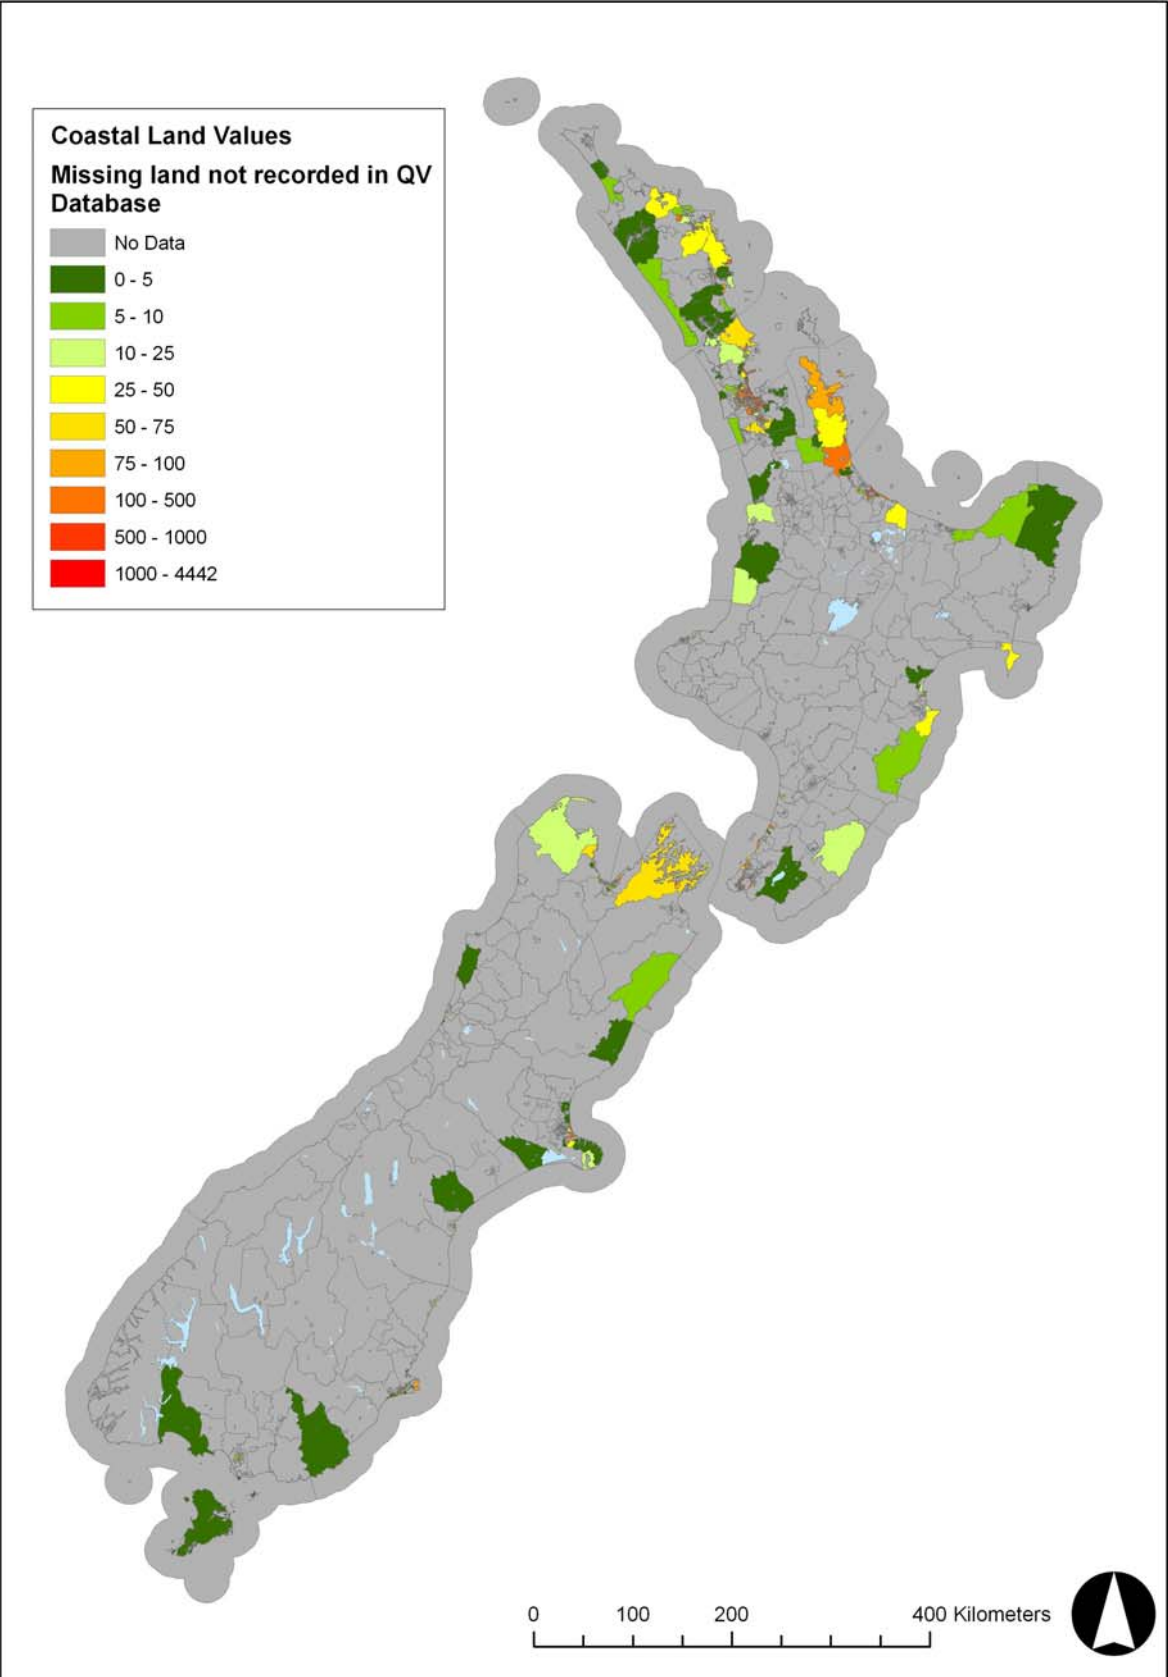 Coastal Land Values
Missing land not recorded in QV
Database
No Data
0 - 5
5 - 10
10 - 25
25 - 50
50 - 75
75 - 100
100 - 500
500 - 1000
1000 - 4442
0 100 200 400 Kilometers